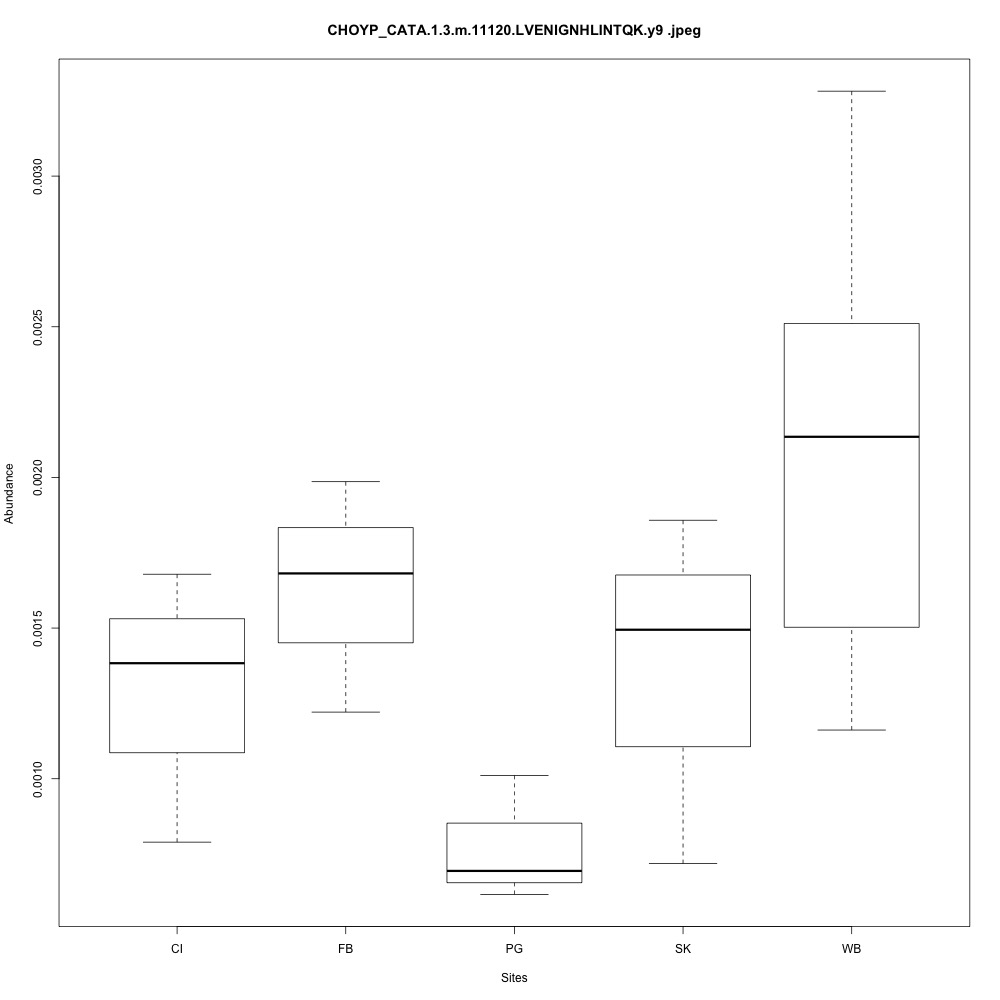 CHOYP_CATA.1.3.m.11120.LVENIGNHLINTQK.y9 .jpeg
Abundance
0.0030
0.0025
0.0020
0.0015
0.0010
CI FB PG SK WB
Sites